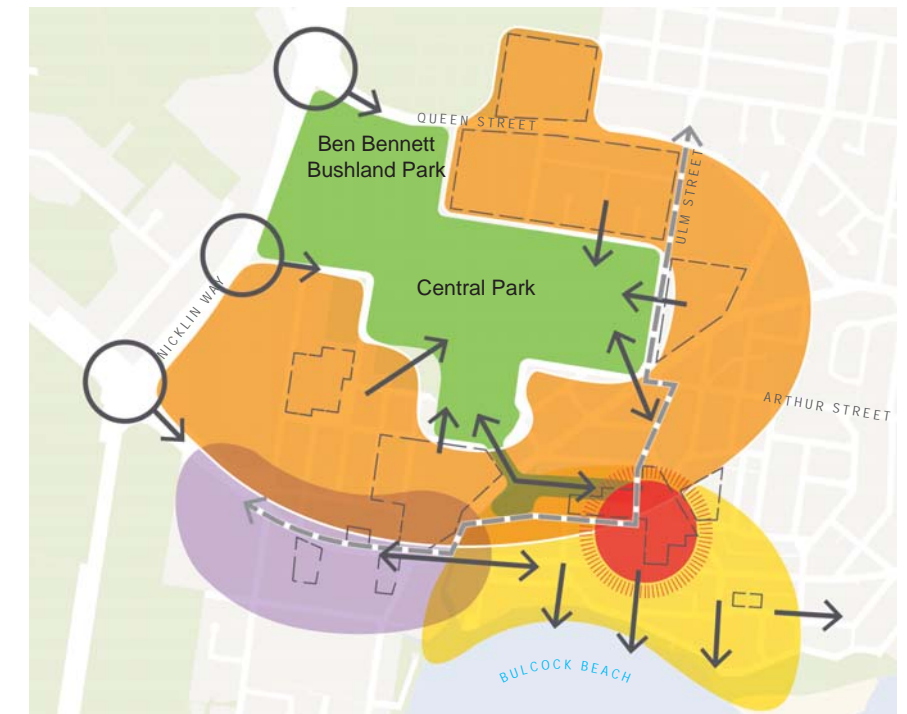 QUEEN STREET
Ben Bennett
Bushland Park
ULM STREET
Central Park
NICKLIN WAY
ARTHUR STREET
BULCOCK BEACH